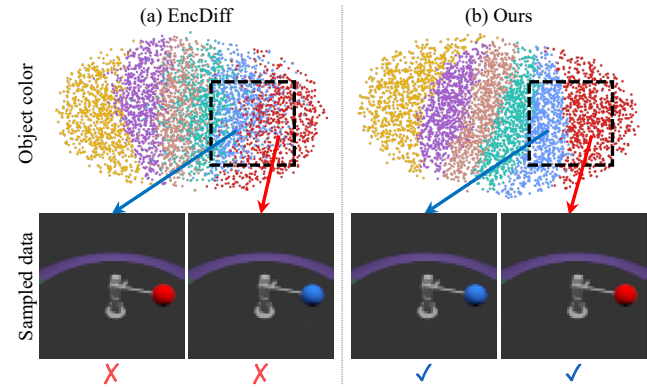 (a) EncDiff
(b) Ours
Object color
Sampled data
✗ ✗ ✓ ✓